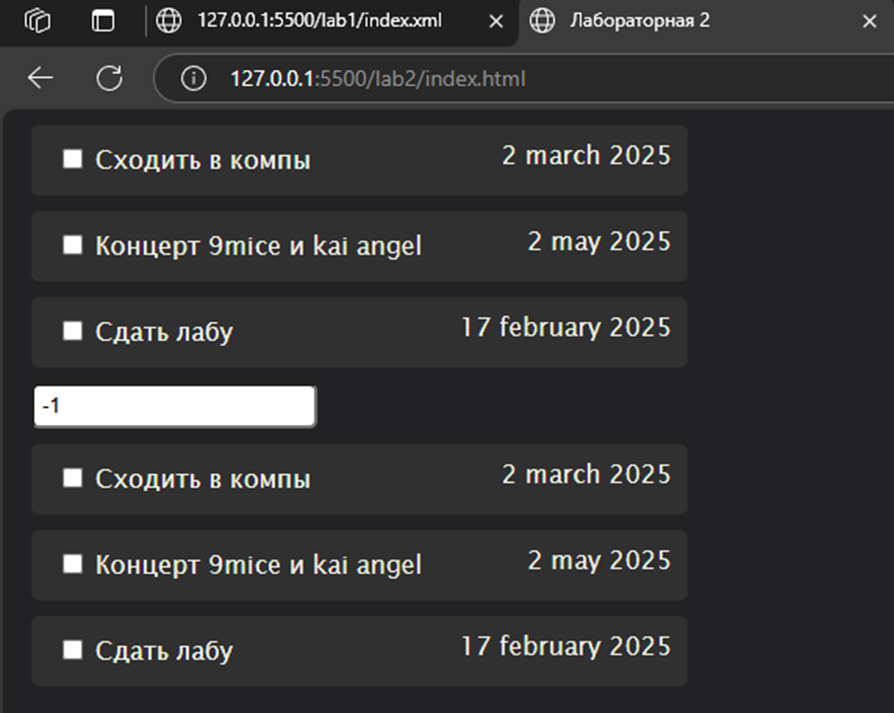 127.0.0.1:5500/lab1/index.xml
Лабораторная 2
127.0.0.1:5500/lab2/index.html
Сходить в компы 2 march 2025
Концерт 9mice и kai angel 2 may 2025
Сдать лабу 17 february 2025
-1
Сходить в компы 2 march 2025
Концерт 9mice и kai angel 2 may 2025
Сдать лабу 17 february 2025